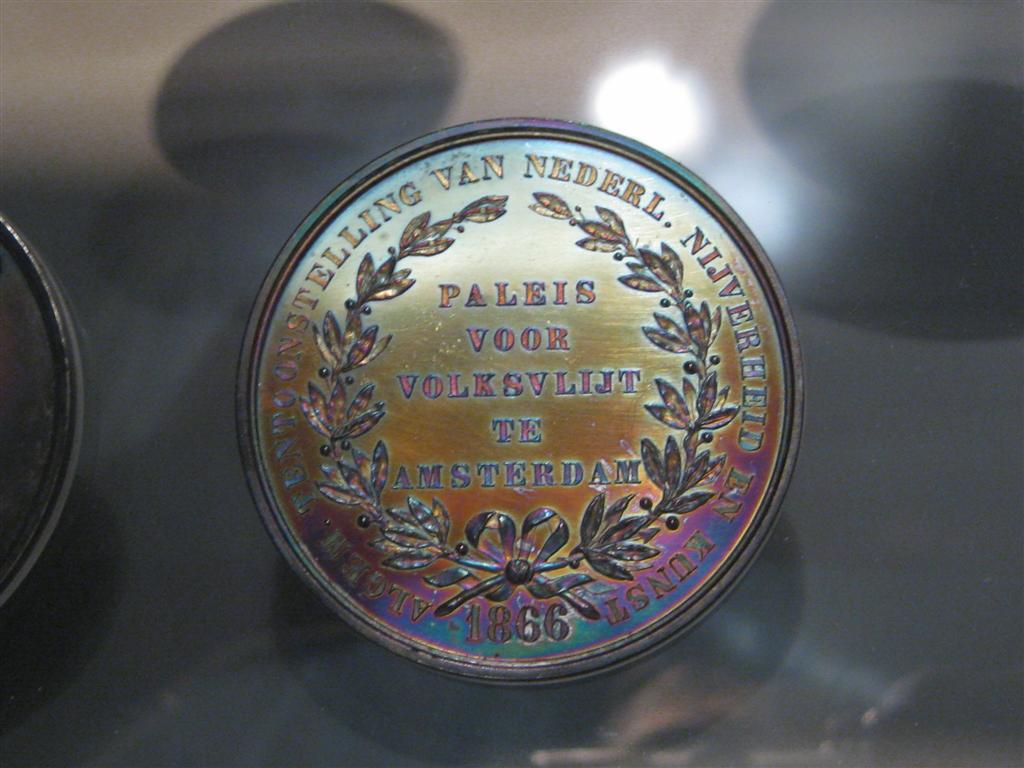 ALGEM TENTOONSTELLING VAN NEDERL. NIJVERHEID EN KUNST
PALEIS
VOOR
VOLKSVLIJT
TE
AMSTERDAM
1866